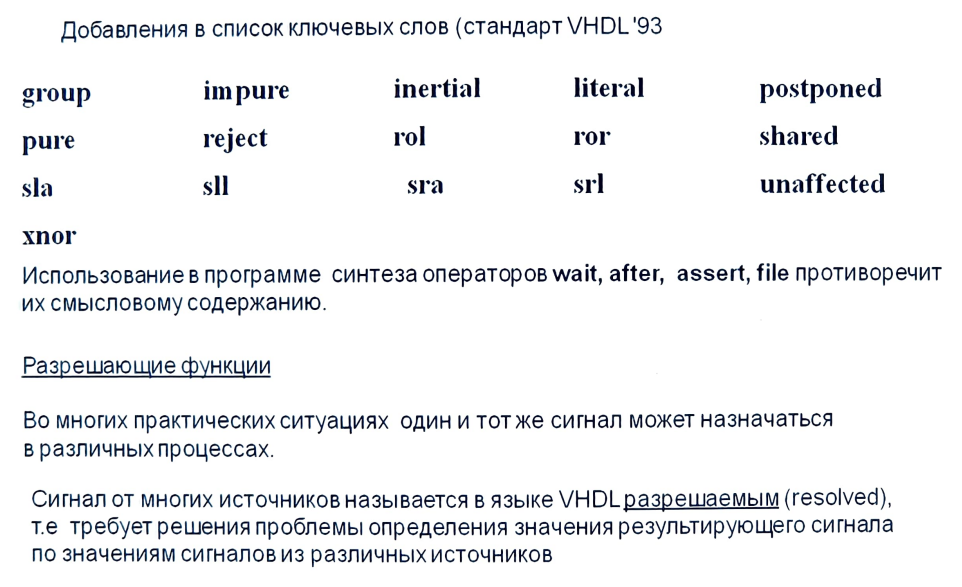 Добавления в список ключевых слов (стандарт VHDL '93
group impure inertial literal postponed
pure reject rol ror shared
sla sll sra srl unaffected
xnor
Использование в программе синтеза операторов wait, after, assert, file противоречит
их смысловому содержанию.
Разрешающие функции
Во многих практических ситуациях один и тот же сигнал может назначаться
в различных процессах.
Сигнал от многих источников называется в языке VHDL разрешаемым (resolved),
т.е требует решения проблемы определения значения результирующего сигнала
по значениям сигналов из различных источников